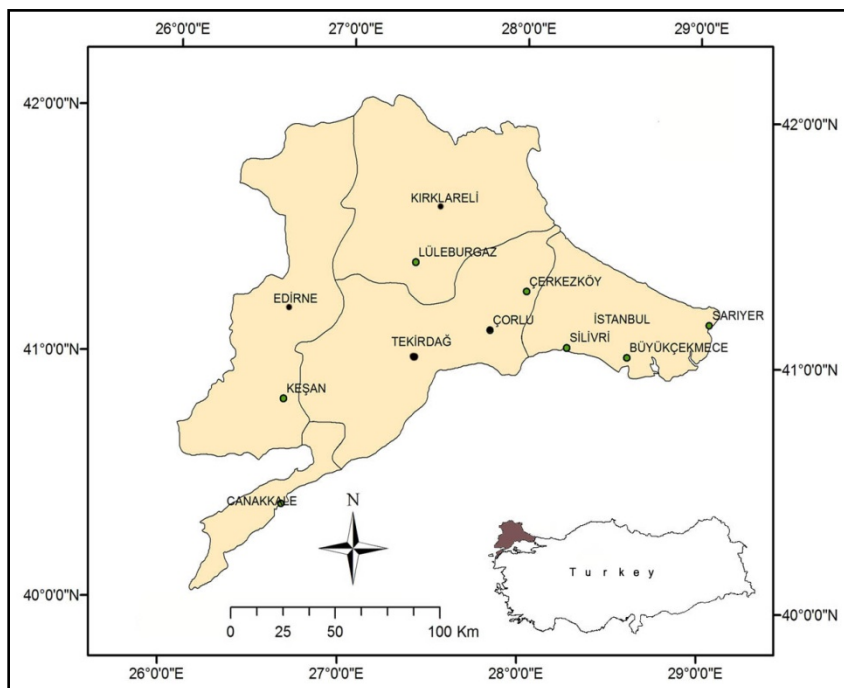 26°0'0"E 27°0'0"E 28°0'0"E 29°0'0"E
42°0'0"N 42°0'0"N
KIRKLARELİ
LÜLEBURGAZ
ÇERKEZKÖY
EDİRNE
İSTANBUL
SARIYER
ÇORLU
TEKİRDAĞ
SİLİVRİ
41°0'0"N
BÜYÜKÇEKMECE
41°0'0"N
KEŞAN
ÇANAKKALE
N
Turkey
40°0'0"N 40°0'0"N
0 25 50 100 Km
26°0'0"E 27°0'0"E 28°0'0"E 29°0'0"E